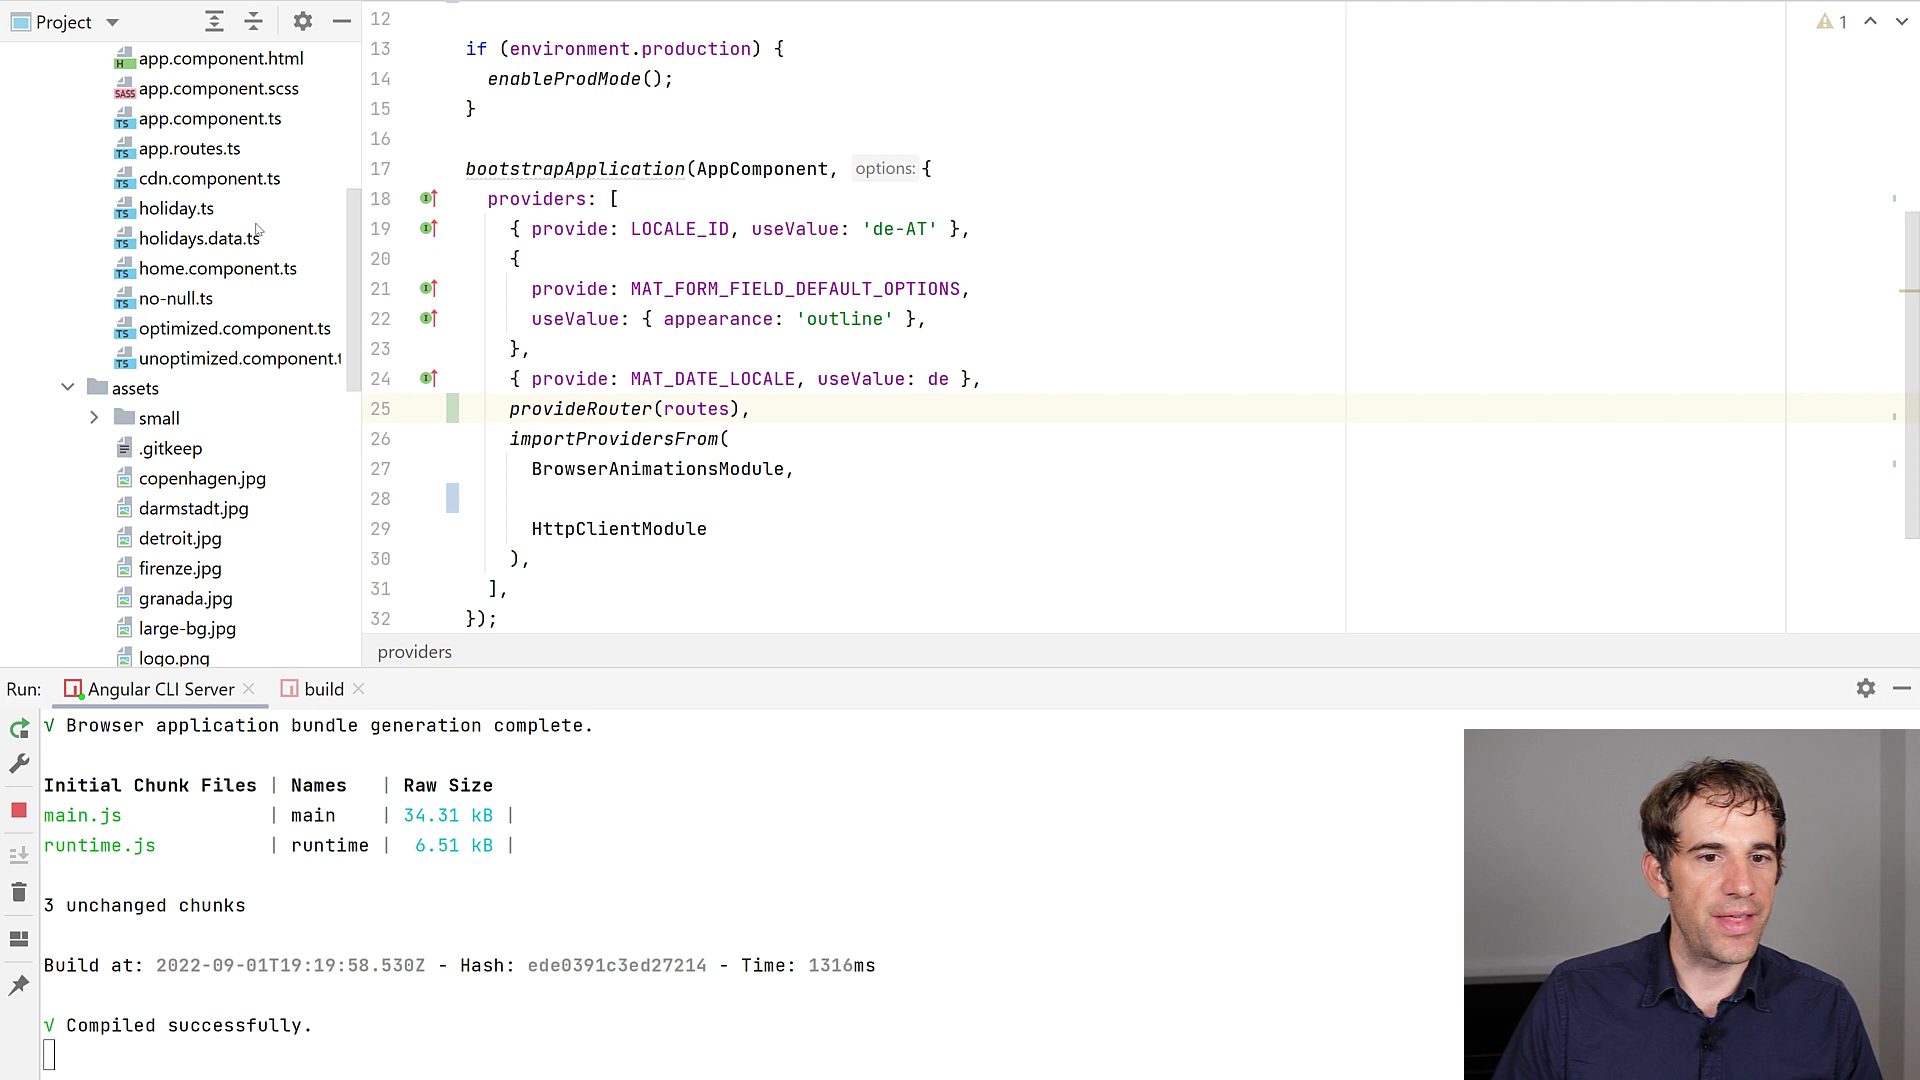 Project
app.component.html
app.component.scss
app.component.ts
app.routes.ts
cdn.component.ts
holiday.ts
holidays.data.ts
home.component.ts
no-null.ts
optimized.component.ts
unoptimized.component.t
assets
small
.gitkeep
copenhagen.jpg
darmstadt.jpg
detroit.jpg
firenze.jpg
granada.jpg
large-bg.jpg
logo.png
1
12
13 if (environment.production) {
14 enableProdMode();
15 }
16
17 bootstrapApplication(AppComponent, options: {
18 providers: [
19 { provide: LOCALE_ID, useValue: 'de-AT' },
20 {
21 provide: MAT_FORM_FIELD_DEFAULT_OPTIONS,
22 useValue: { appearance: 'outline' },
23 },
24 { provide: MAT_DATE_LOCALE, useValue: de },
25 provideRouter(routes),
26 importProvidersFrom(
27 BrowserAnimationsModule,
28
29 HttpClientModule
30 ),
31 ],
32 });
providers
Run: Angular CLI Server build
√ Browser application bundle generation complete.
Initial Chunk Files | Names | Raw Size
main.js | main | 34.31 kB |
runtime.js | runtime | 6.51 kB |
3 unchanged chunks
Build at: 2022-09-01T19:19:58.530Z - Hash: ede0391c3ed27214 - Time: 1316ms
√ Compiled successfully.